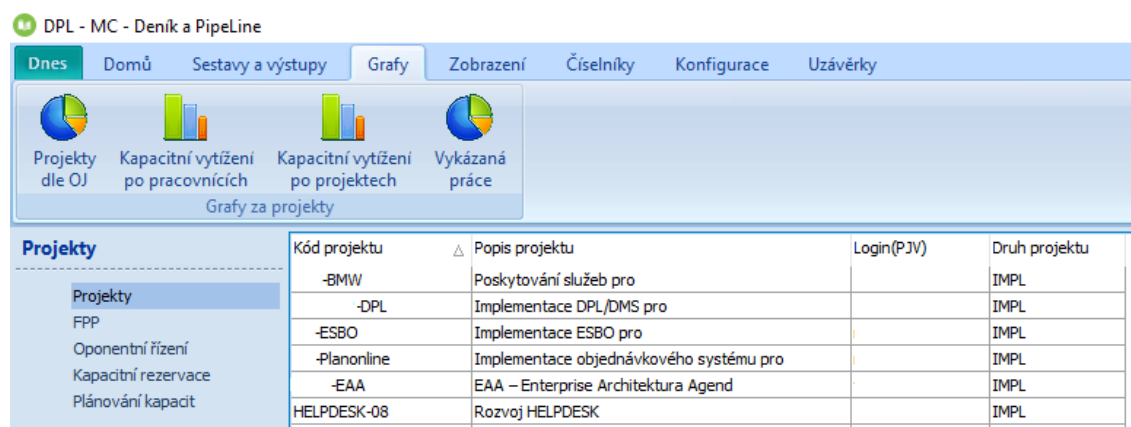 DPL - MC - Deník a PipeLine
Dnes Domů Sestavy a výstupy Grafy Zobrazení Číselníky Konfigurace Uzávěrky
Projekty dle OJ
Kapacitní vytížení po pracovnících
Kapacitní vytížení po projektech
Vykázaná práce
Grafy za projekty
Projekty
Projekty
FPP
Oponentní řízení
Kapacitní rezervace
Plánování kapacit
Kód projektu Popis projektu Login(PJV) Druh projektu
-BMW Poskytování služeb pro IMPL
-DPL Implementace DPL/DMS pro IMPL
-ESBO Implementace ESBO pro IMPL
-Planonline Implementace objednávkového systému pro IMPL
-EAA EAA – Enterprise Architektura Agend IMPL
HELPDESK-08 Rozvoj HELPDESK IMPL